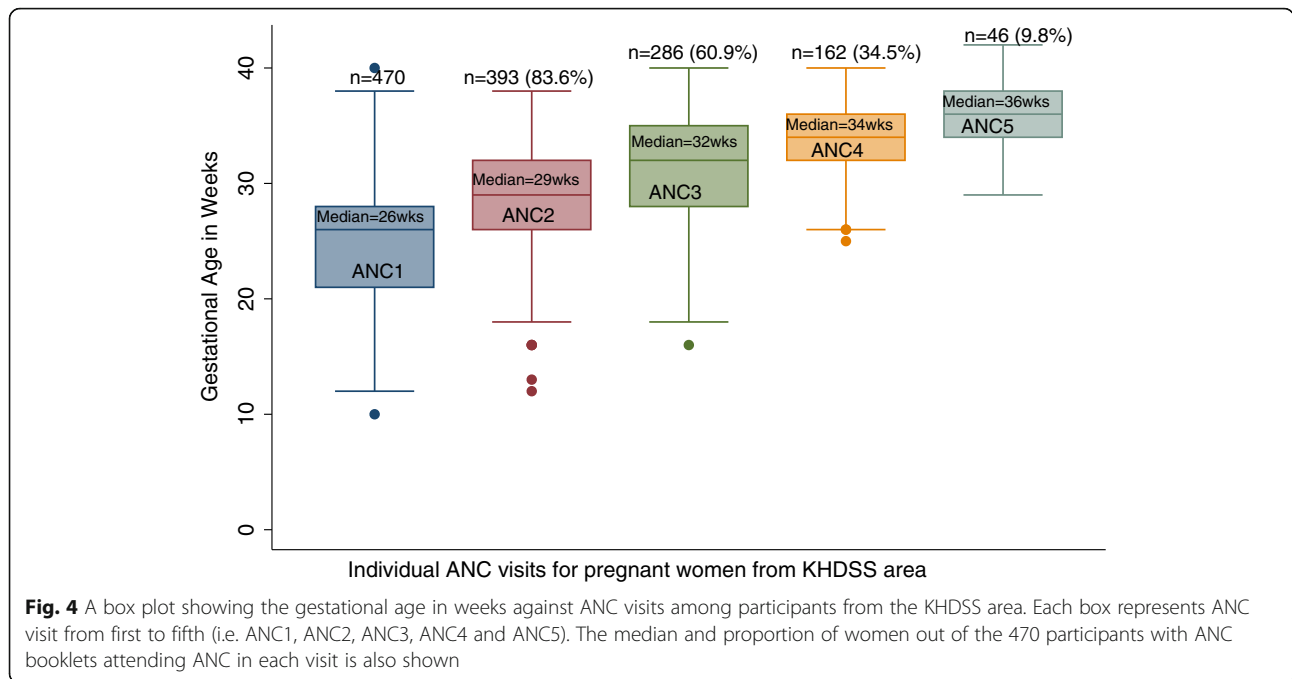 n=46 (9.8%)
n=286 (60.9%)
n=162 (34.5%)
n=470
n=393 (83.6%)
40
30
20
10
0
Gestational Age in Weeks
Median=26wks
ANC1
Median=29wks
ANC2
Median=32wks
ANC3
Median=34wks
ANC4
Median=36wks
ANC5
Individual ANC visits for pregnant women from KHDSS area
Fig. 4 A box plot showing the gestational age in weeks against ANC visits among participants from the KHDSS area. Each box represents ANC
visit from first to fifth (i.e. ANC1, ANC2, ANC3, ANC4 and ANC5). The median and proportion of women out of the 470 participants with ANC
booklets attending ANC in each visit is also shown